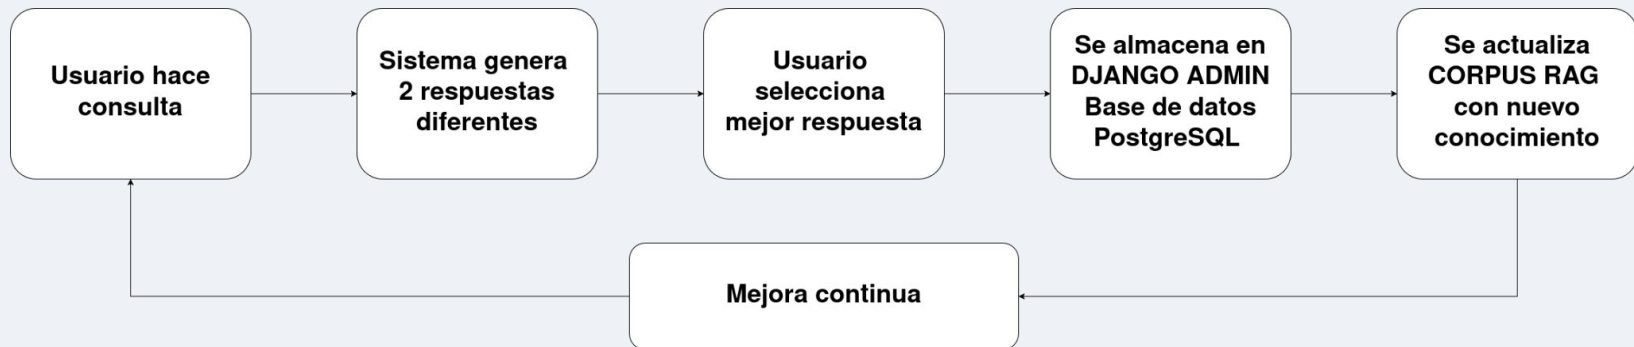 Usuario hace
consulta
Sistema genera
2 respuestas
diferentes
Usuario
selecciona
mejor respuesta
Se almacena en
DJANGO ADMIN
Base de datos
PostgreSQL
Se actualiza
CORPUS RAG
con nuevo
conocimiento
Mejora continua